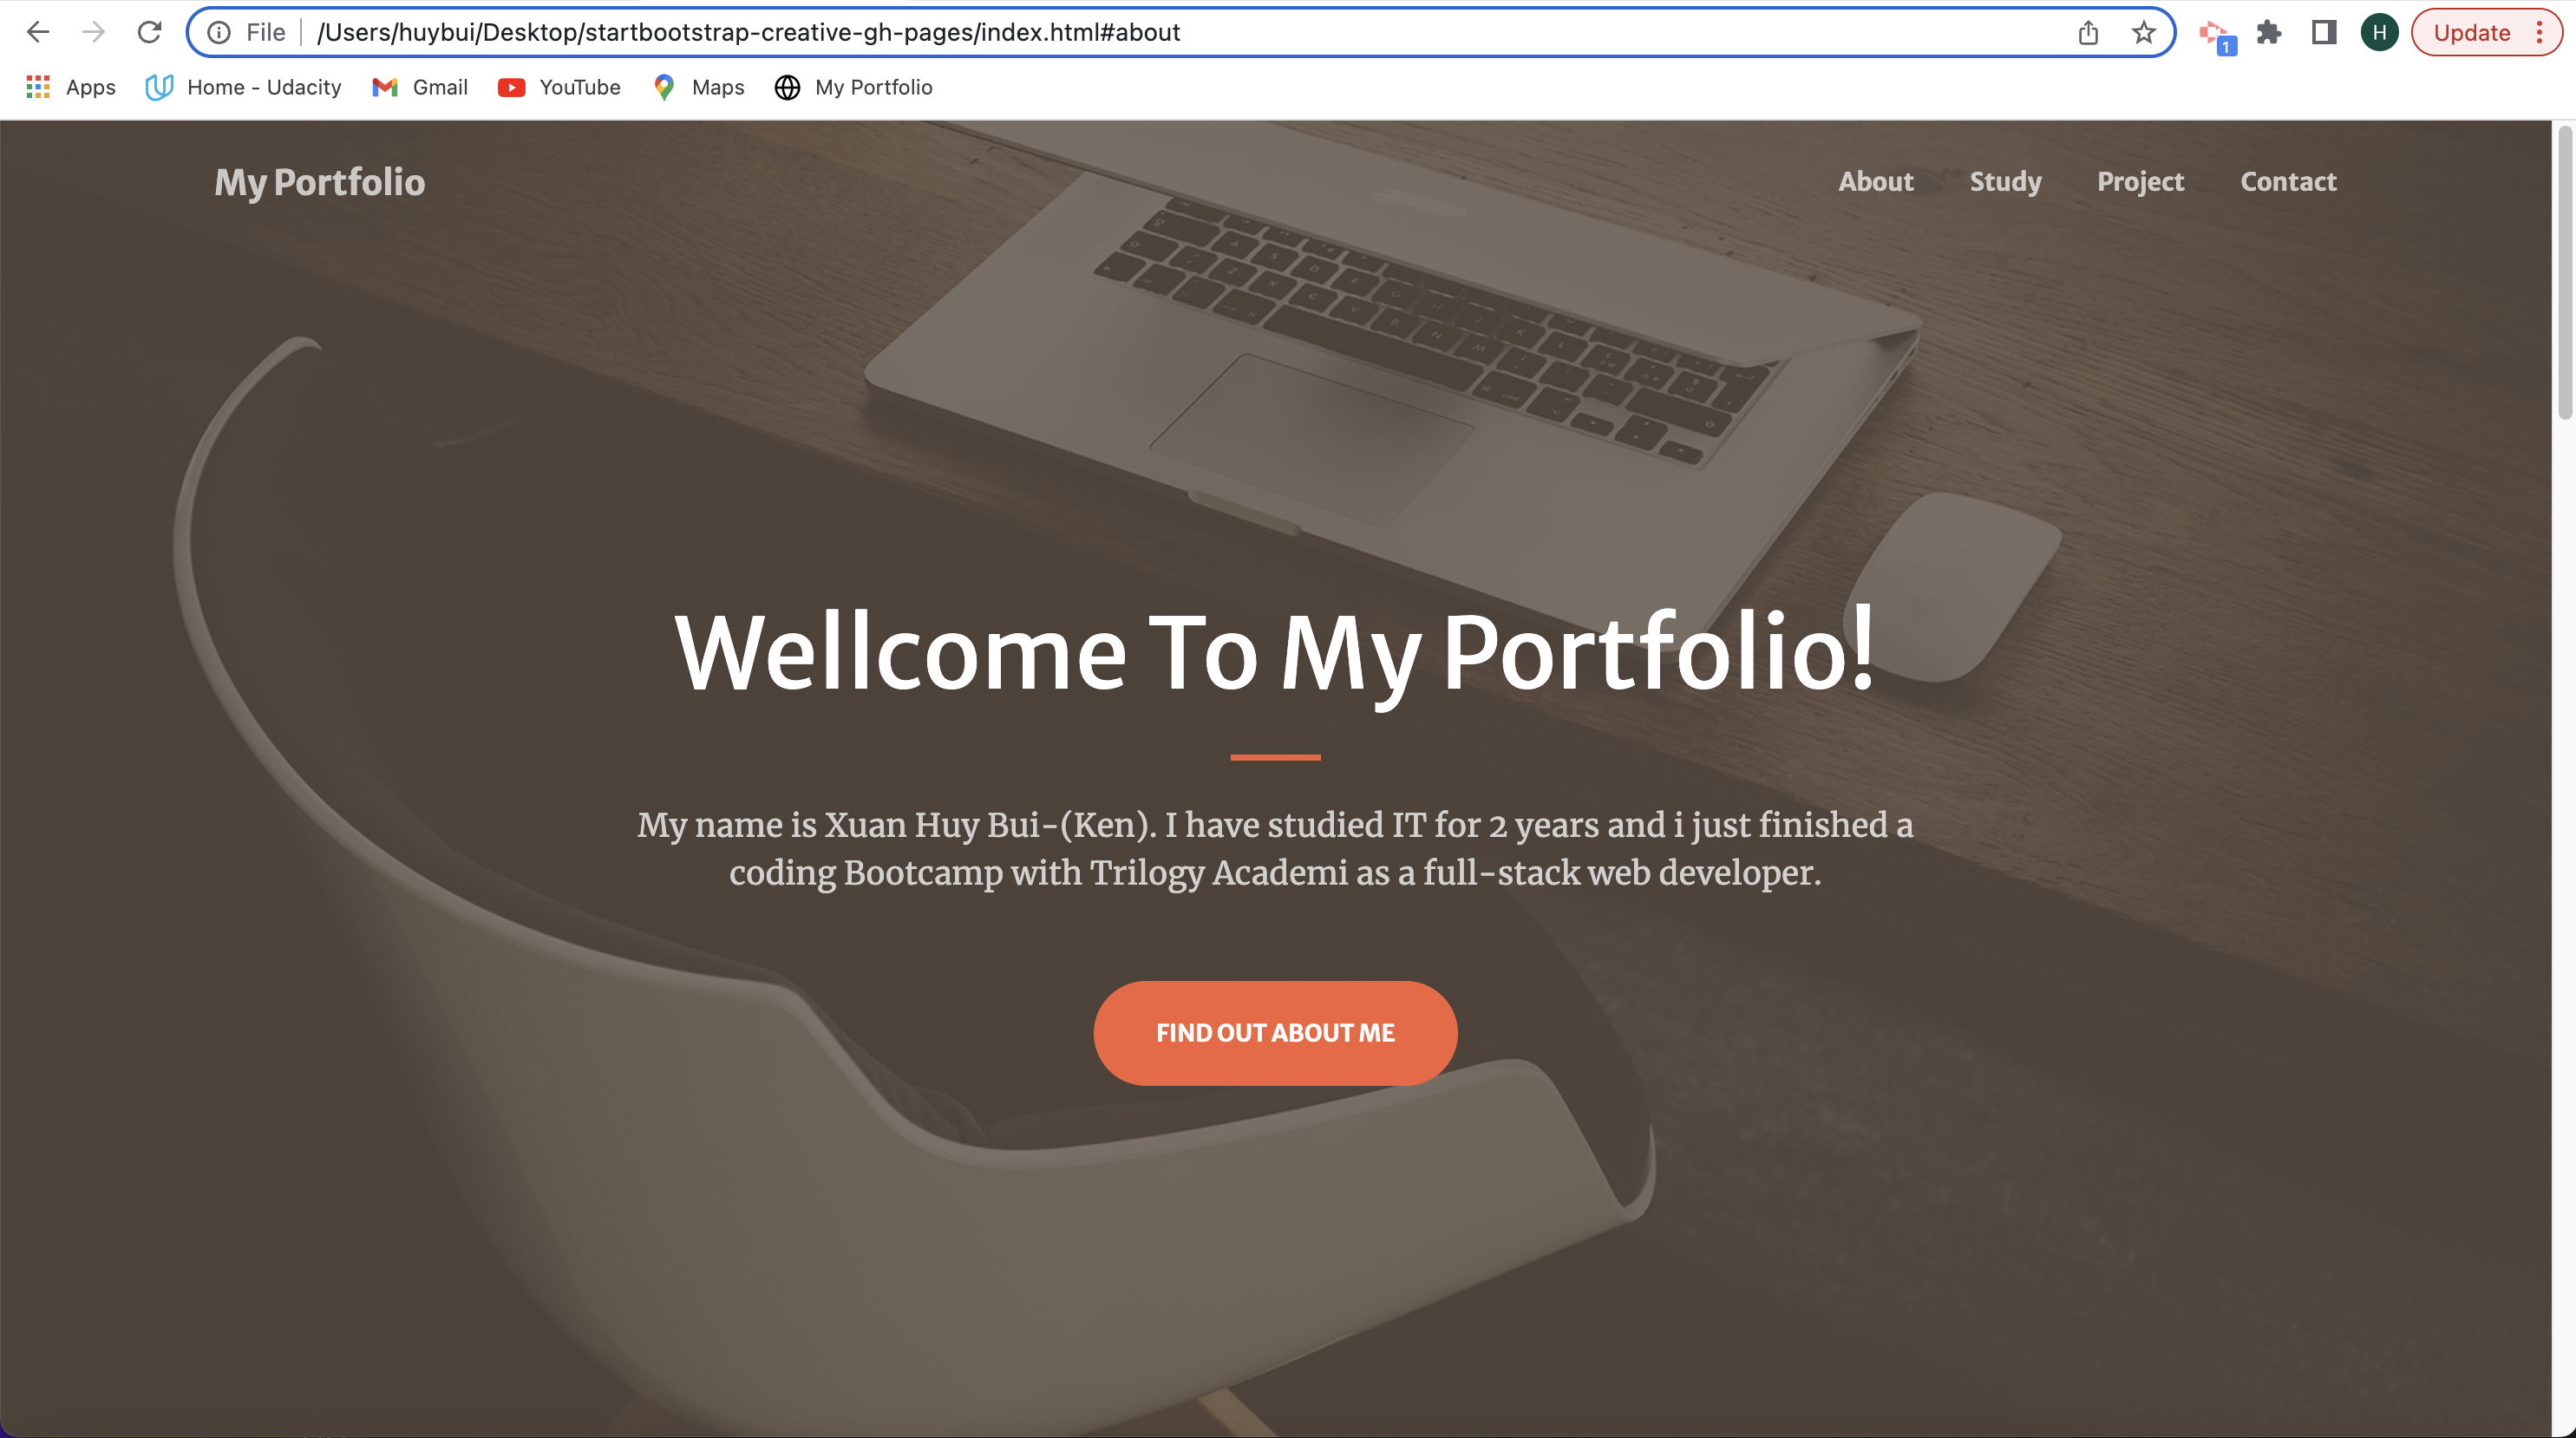 File /Users/huybui/Desktop/startbootstrap-creative-gh-pages/index.html#about
1
H
Update
Apps Home - Udacity Gmail YouTube Maps My Portfolio
My Portfolio
About Study Project Contact
Wellcome To My Portfolio!
My name is Xuan Huy Bui-(Ken). I have studied IT for 2 years and i just finished a
coding Bootcamp with Trilogy Academi as a full-stack web developer.
FIND OUT ABOUT ME